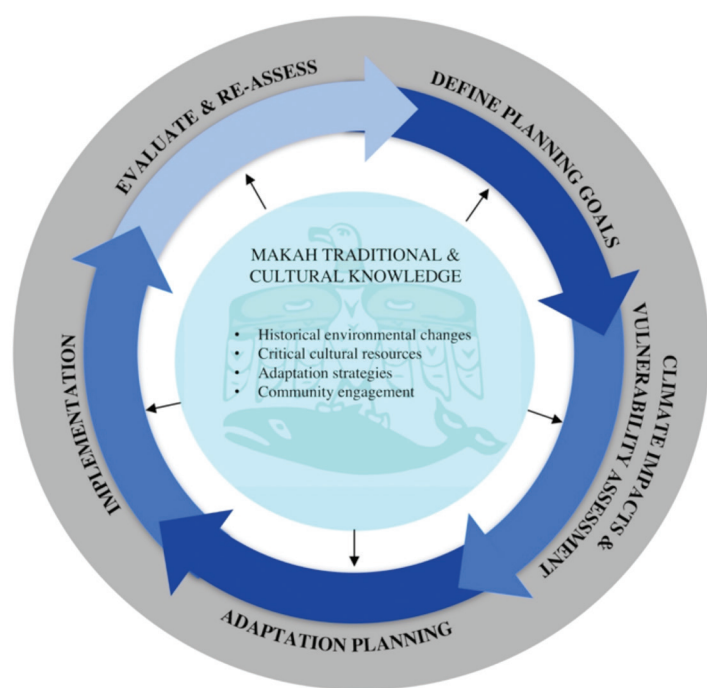 EVALUATE & RE-ASSESS
DEFINE PLANNING GOALS
CLIMATE IMPACTS &
VULNERABILITY ASSESSMENT
ADAPTATION PLANNING
IMPLEMENTATION
MAKAH TRADITIONAL &
CULTURAL KNOWLEDGE
• Historical environmental changes
• Critical cultural resources
• Adaptation strategies
• Community engagement